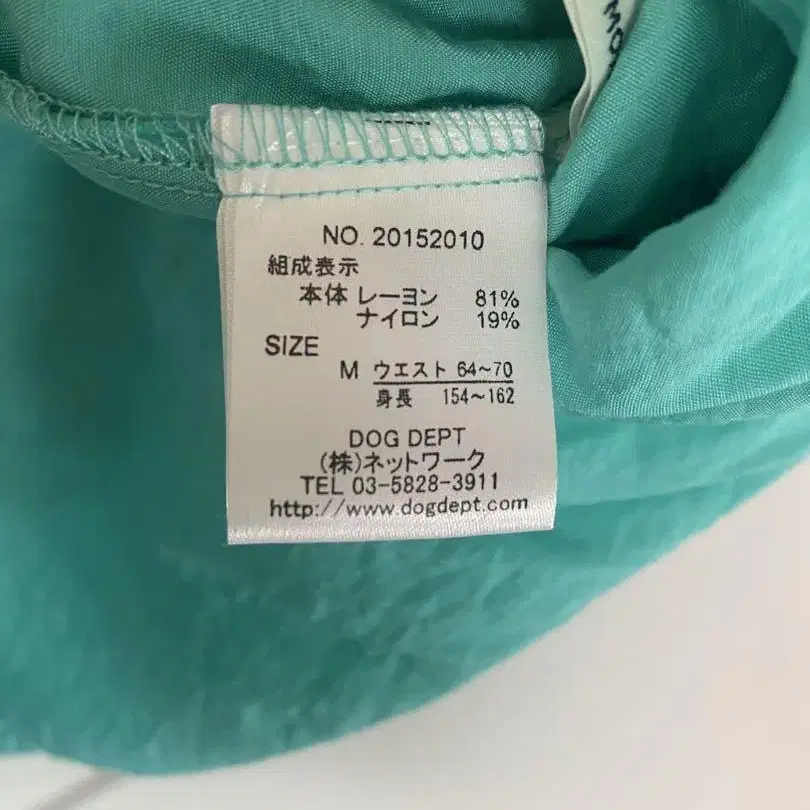 NO. 20152010
組成表示
本体 レーヨン 81%
ナイロン 19%
SIZE
M ウエスト 64~70
身長 154~162
DOG DEPT
(株)ネットワーク
TEL 03-5828-3911
http://www.dogdept.com